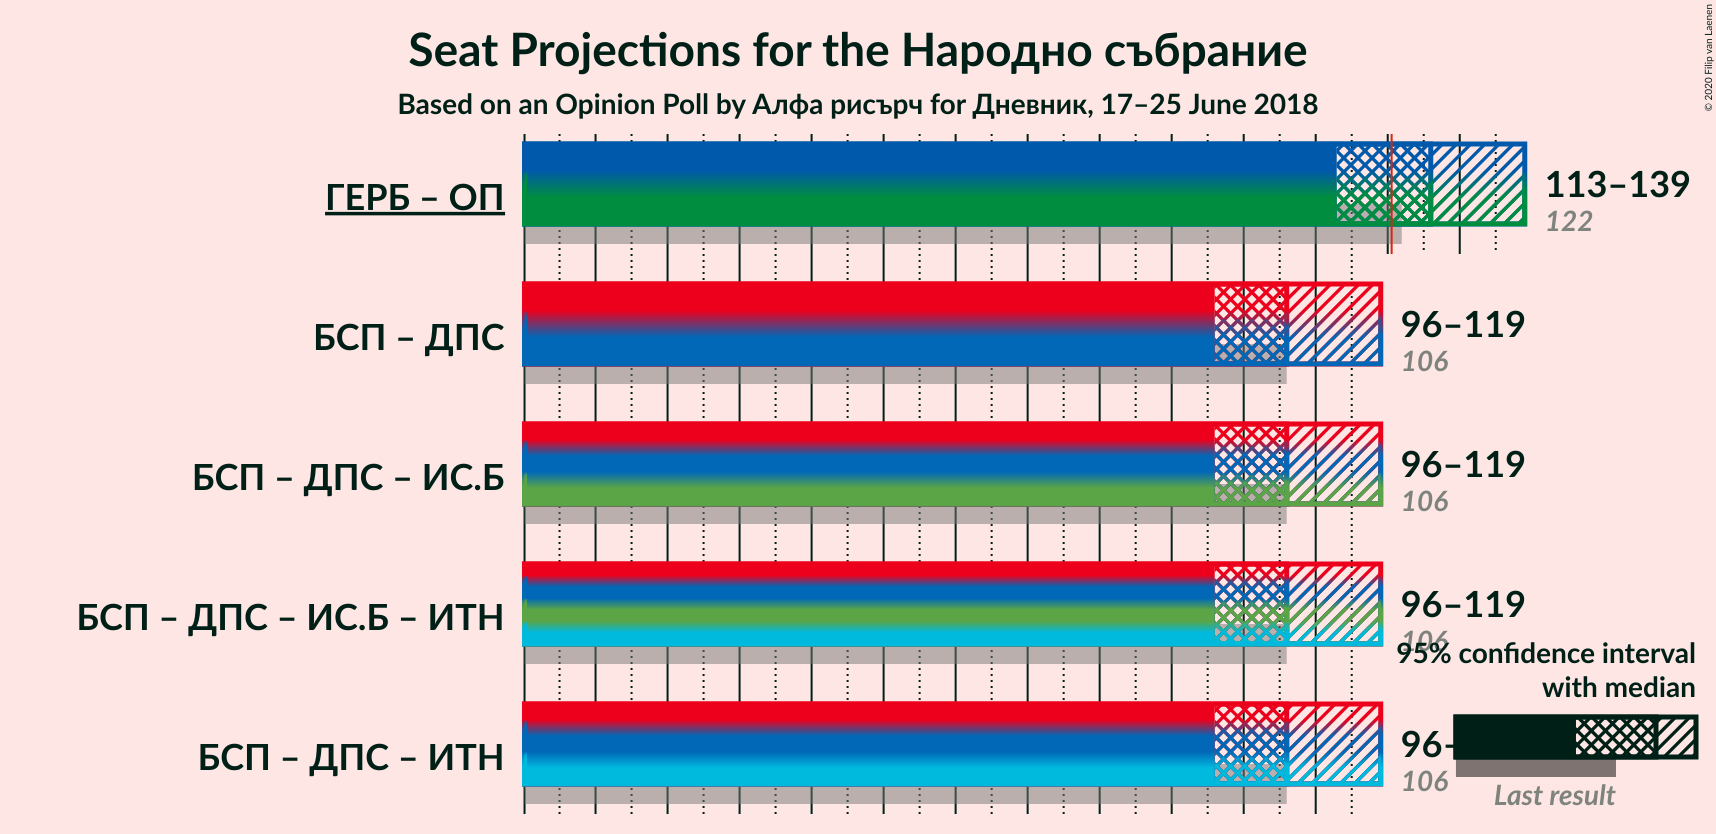 Seat Projections for the Народно събрание
Based on an Opinion Poll by Алфа рисърч for Дневник, 17–25 June 2018
© 2020 Filip van Laenen
ГЕРБ – ОП
113–139
122
БСП – ДПС
96–119
106
БСП – ДПС – ИС.Б
96–119
106
БСП – ДПС – ИС.Б – ИТН
96–119
106
95% confidence interval
with median
БСП – ДПС – ИТН
96–
106
Last result